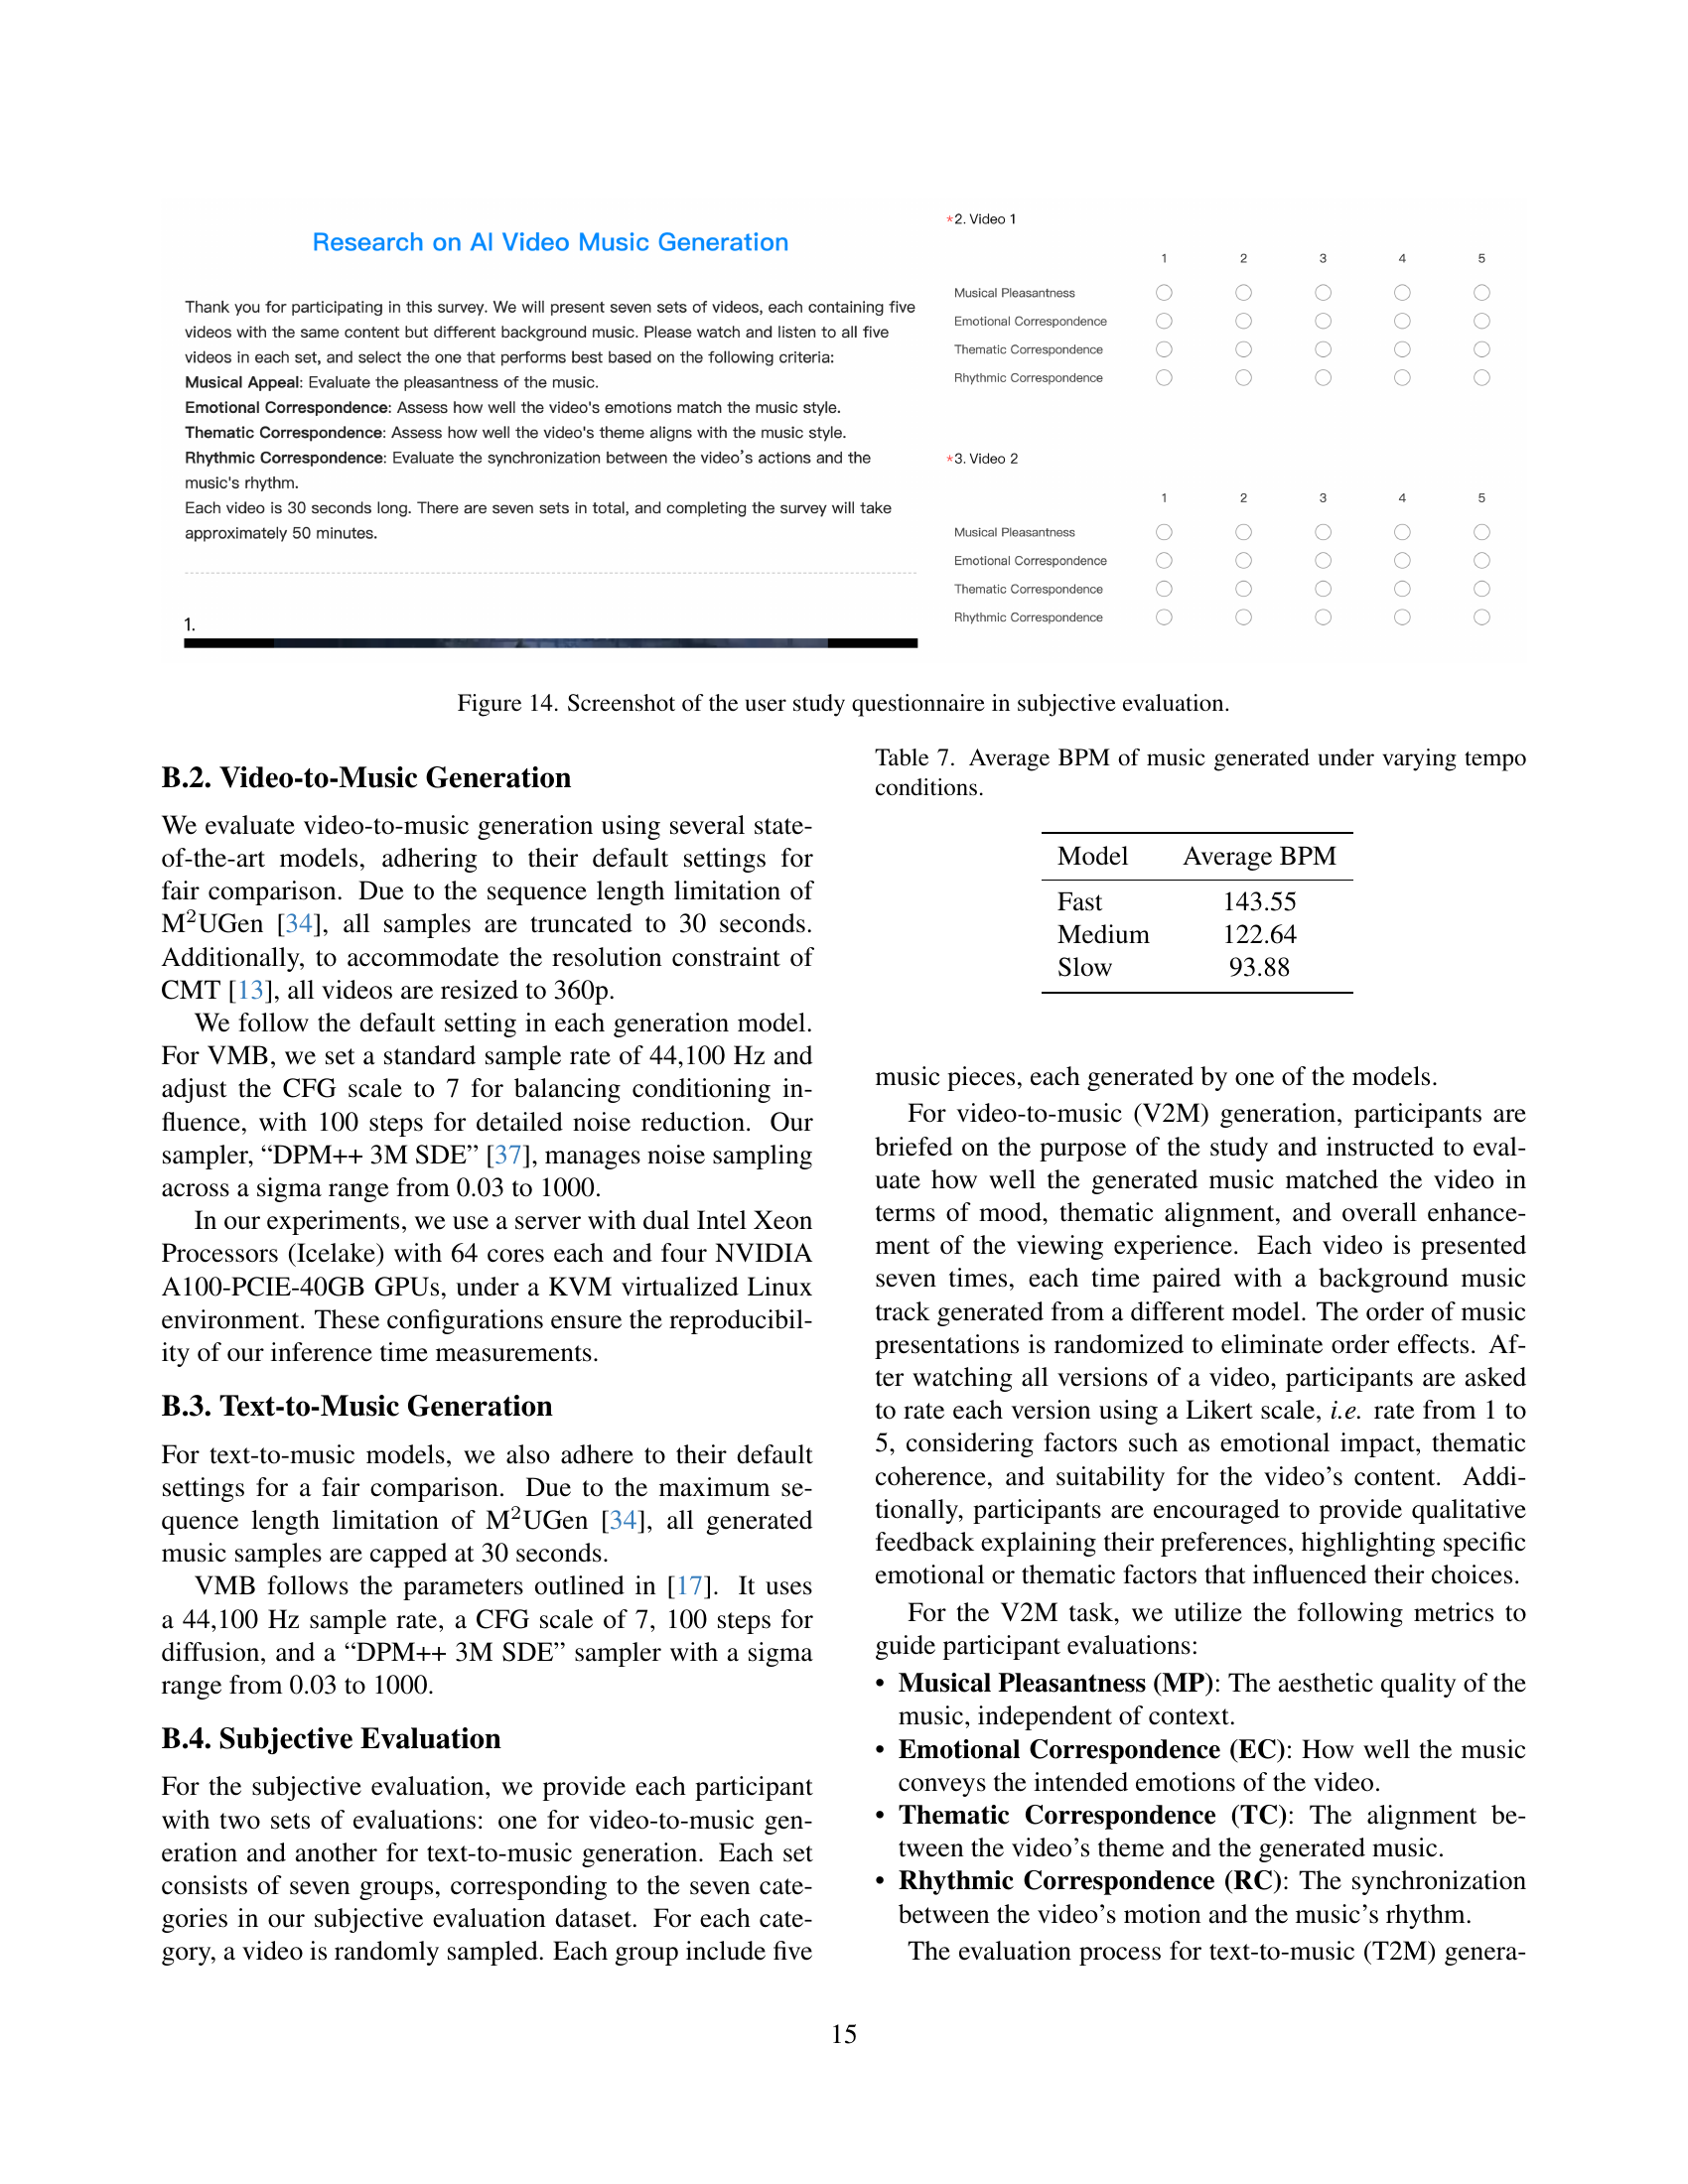 Research on AI Video Music Generation
Thank you for participating in this survey. We will present seven sets of videos, each containing five
videos with the same content but different background music. Please watch and listen to all five
videos in each set, and select the one that performs best based on the following criteria:
Musical Appeal: Evaluate the pleasantness of the music.
Emotional Correspondence: Assess how well the video's emotions match the music style.
Thematic Correspondence: Assess how well the video's theme aligns with the music style.
Rhythmic Correspondence: Evaluate the synchronization between the video's actions and the
music's rhythm.
Each video is 30 seconds long. There are seven sets in total, and completing the survey will take
approximately 50 minutes.
1.
*2. Video 1
1 2 3 4 5
Musical Pleasantness
Emotional Correspondence
Thematic Correspondence
Rhythmic Correspondence
*3. Video 2
1 2 3 4 5
Musical Pleasantness
Emotional Correspondence
Thematic Correspondence
Rhythmic Correspondence
Figure 14. Screenshot of the user study questionnaire in subjective evaluation.
B.2. Video-to-Music Generation
We evaluate video-to-music generation using several state-
of-the-art models, adhering to their default settings for
fair comparison. Due to the sequence length limitation of
M²UGen [34], all samples are truncated to 30 seconds.
Additionally, to accommodate the resolution constraint of
CMT [13], all videos are resized to 360p.
We follow the default setting in each generation model.
For VMB, we set a standard sample rate of 44,100 Hz and
adjust the CFG scale to 7 for balancing conditioning in-
fluence, with 100 steps for detailed noise reduction. Our
sampler, “DPM++ 3M SDE” [37], manages noise sampling
across a sigma range from 0.03 to 1000.
In our experiments, we use a server with dual Intel Xeon
Processors (Icelake) with 64 cores each and four NVIDIA
A100-PCIE-40GB GPUs, under a KVM virtualized Linux
environment. These configurations ensure the reproducibil-
ity of our inference time measurements.
B.3. Text-to-Music Generation
For text-to-music models, we also adhere to their default
settings for a fair comparison. Due to the maximum se-
quence length limitation of M²UGen [34], all generated
music samples are capped at 30 seconds.
VMB follows the parameters outlined in [17]. It uses
a 44,100 Hz sample rate, a CFG scale of 7, 100 steps for
diffusion, and a “DPM++ 3M SDE” sampler with a sigma
range from 0.03 to 1000.
B.4. Subjective Evaluation
For the subjective evaluation, we provide each participant
with two sets of evaluations: one for video-to-music gen-
eration and another for text-to-music generation. Each set
consists of seven groups, corresponding to the seven cate-
gories in our subjective evaluation dataset. For each cate-
gory, a video is randomly sampled. Each group include five
Table 7. Average BPM of music generated under varying tempo
conditions.
Model Average BPM
Fast 143.55
Medium 122.64
Slow 93.88
music pieces, each generated by one of the models.
For video-to-music (V2M) generation, participants are
briefed on the purpose of the study and instructed to eval-
uate how well the generated music matched the video in
terms of mood, thematic alignment, and overall enhance-
ment of the viewing experience. Each video is presented
seven times, each time paired with a background music
track generated from a different model. The order of music
presentations is randomized to eliminate order effects. Af-
ter watching all versions of a video, participants are asked
to rate each version using a Likert scale, i.e. rate from 1 to
5, considering factors such as emotional impact, thematic
coherence, and suitability for the video’s content. Addi-
tionally, participants are encouraged to provide qualitative
feedback explaining their preferences, highlighting specific
emotional or thematic factors that influenced their choices.
For the V2M task, we utilize the following metrics to
guide participant evaluations:
• Musical Pleasantness (MP): The aesthetic quality of the
music, independent of context.
• Emotional Correspondence (EC): How well the music
conveys the intended emotions of the video.
• Thematic Correspondence (TC): The alignment be-
tween the video’s theme and the generated music.
• Rhythmic Correspondence (RC): The synchronization
between the video’s motion and the music’s rhythm.
The evaluation process for text-to-music (T2M) genera-
15